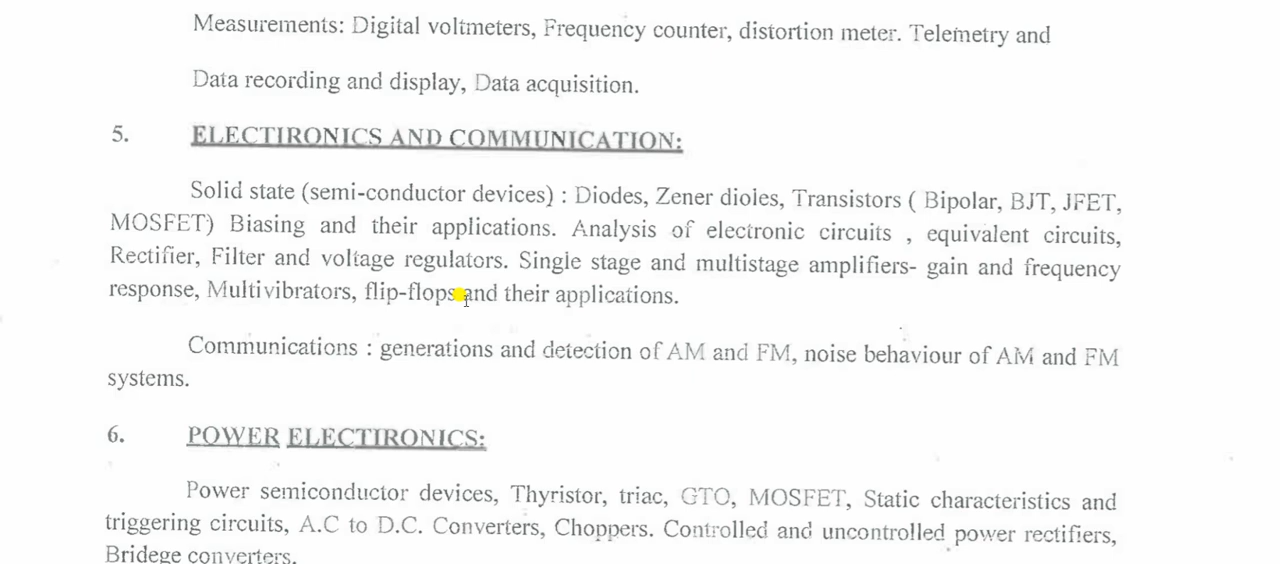 Measurements: Digital voltmeters, Frequency counter, distortion meter. Telemetry and
Data recording and display, Data acquisition.
5. ELECTIRONICS AND COMMUNICATION:
Solid state (semi-conductor devices) : Diodes, Zener dioles, Transistors ( Bipolar, BJT, JFET,
MOSFET) Biasing and their applications. Analysis of electronic circuits , equivalent circuits,
Rectifier, Filter and voltage regulators. Single stage and multistage amplifiers- gain and frequency
response, Multivibrators, flip-flops and their applications.
Communications : generations and detection of AM and FM, noise behaviour of AM and FM
systems.
6. POWER ELECTIRONICS:
Power semiconductor devices, Thyristor, triac, GTO, MOSFET, Static characteristics and
triggering circuits, A.C to D.C. Converters, Choppers. Controlled and uncontrolled power rectifiers,
Bridege converters.